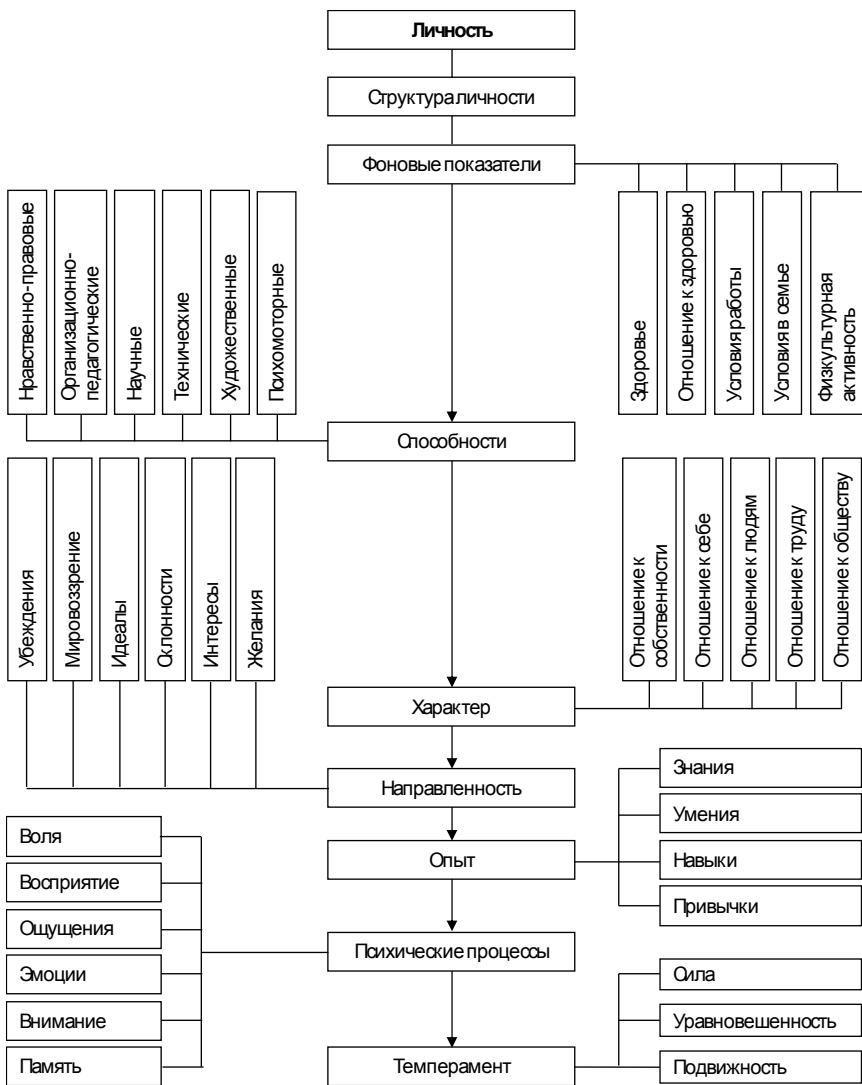 Личность
Структура личности
Фоновые показатели
Нравственно-правовые
Организационно-
педагогические
Научные
Технические
Художественные
Психомоторные
Здоровье
Отношение к здоровью
Условия работы
Условия в семье
Физкультурная
активность
Способности
Убеждения
Мировоззрение
Идеалы
Склонности
Интересы
Желания
Отношение к
собственности
Отношение к себе
Отношение к людям
Отношение к труду
Отношение к обществу
Характер
Направленность
Знания
Умения
Навыки
Привычки
Опыт
Воля
Восприятие
Ощущения
Эмоции
Внимание
Память
Психические процессы
Сила
Уравновешенность
Подвижность
Темперамент